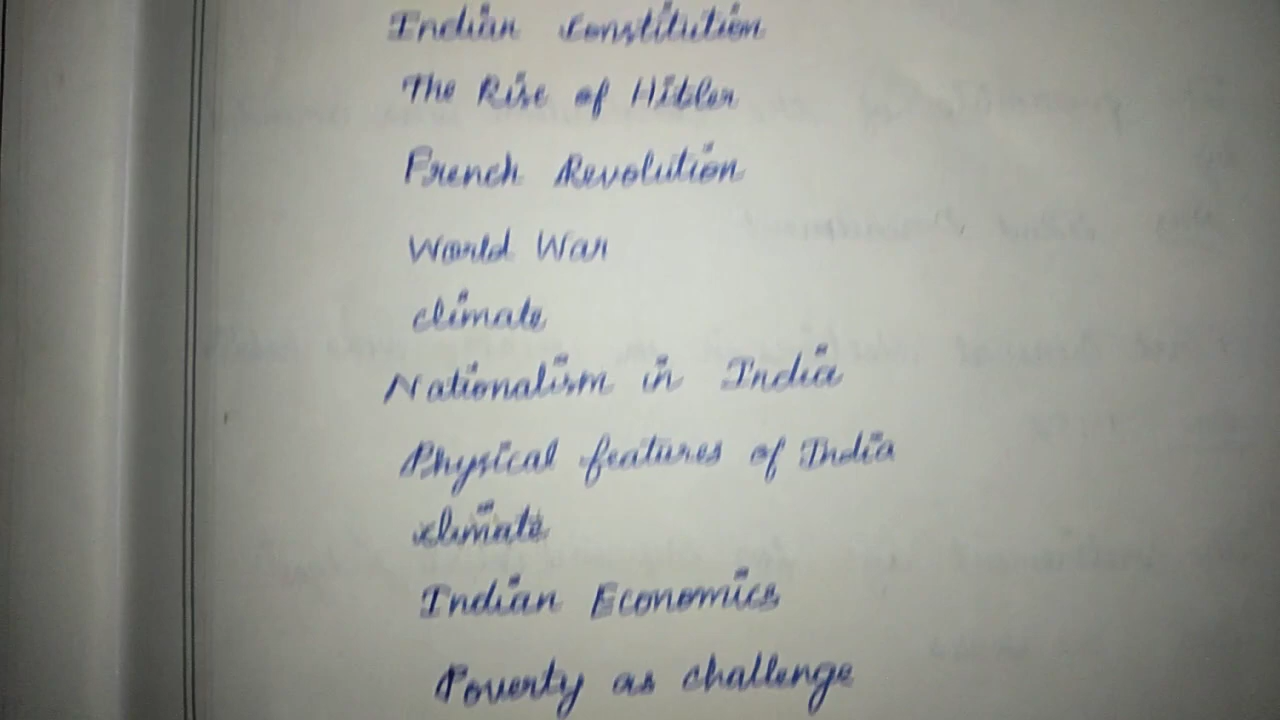 Indian Constitution
The Rise of Hitler
French Revolution
World War
climate
Nationalism in India
Physical features of India
climate
Indian Economics
Poverty as challenge